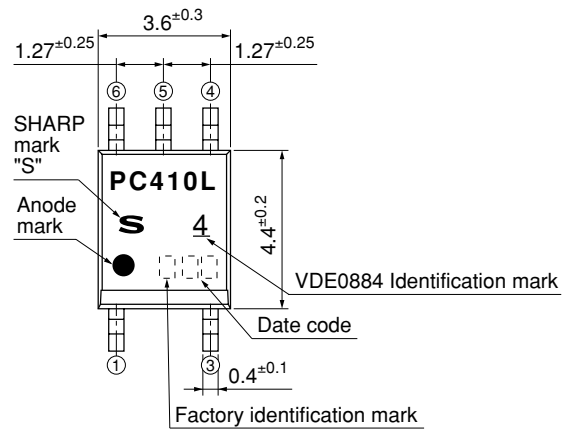 3.6±0.3
1.27±0.25 1.27±0.25
⑥ ⑤ ④
SHARP
mark
"S"
PC410L
S
Anode
mark
4
4.4±0.2
VDE0884 Identification mark
Date code
① ③
0.4±0.1
Factory identification mark